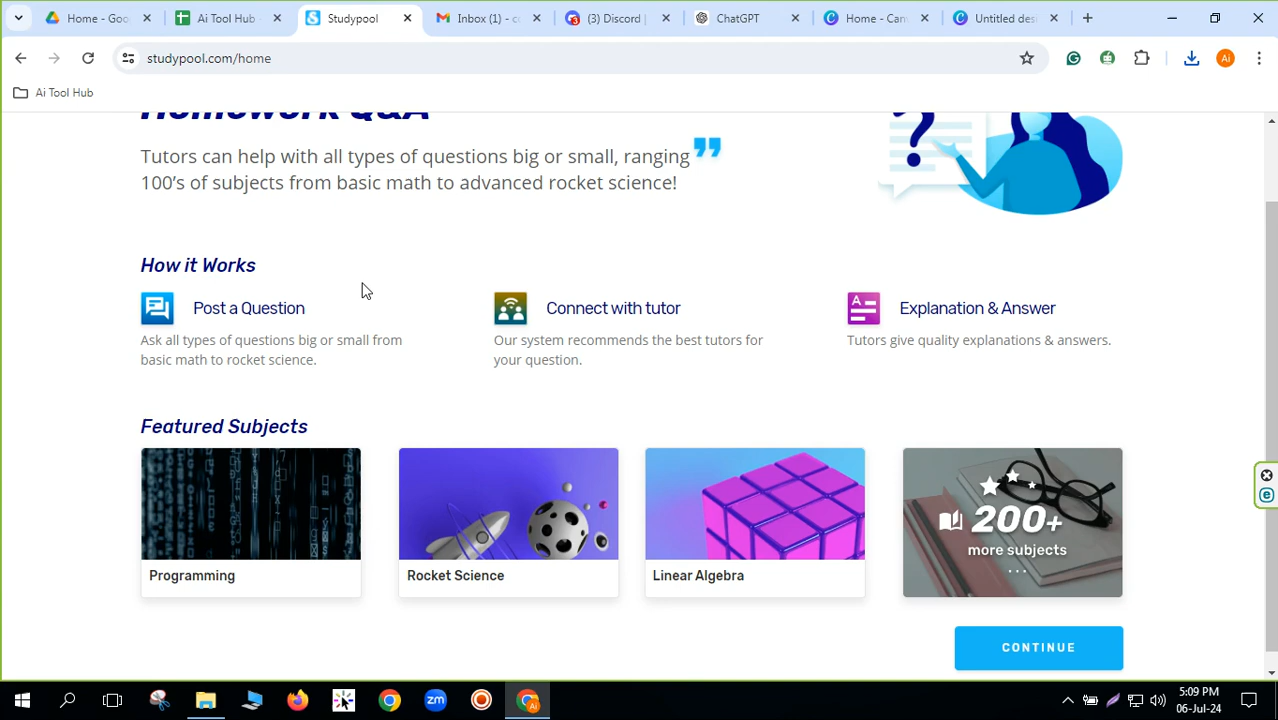 Home - Goo
Ai Tool Hub -
Studypool
Inbox (1) - c
(3) Discord |
ChatGPT
Home - Can
Untitled des
studypool.com/home
Ai
Ai Tool Hub
Homework Q&A
Tutors can help with all types of questions big or small, ranging
100's of subjects from basic math to advanced rocket science!
How it Works
Post a Question
Ask all types of questions big or small from
basic math to rocket science.
Connect with tutor
Our system recommends the best tutors for
your question.
Explanation & Answer
Tutors give quality explanations & answers.
Featured Subjects
Programming
Rocket Science
Linear Algebra
200+
more subjects
...
CONTINUE
zm
Ai
5:09 PM
06-Jul-24